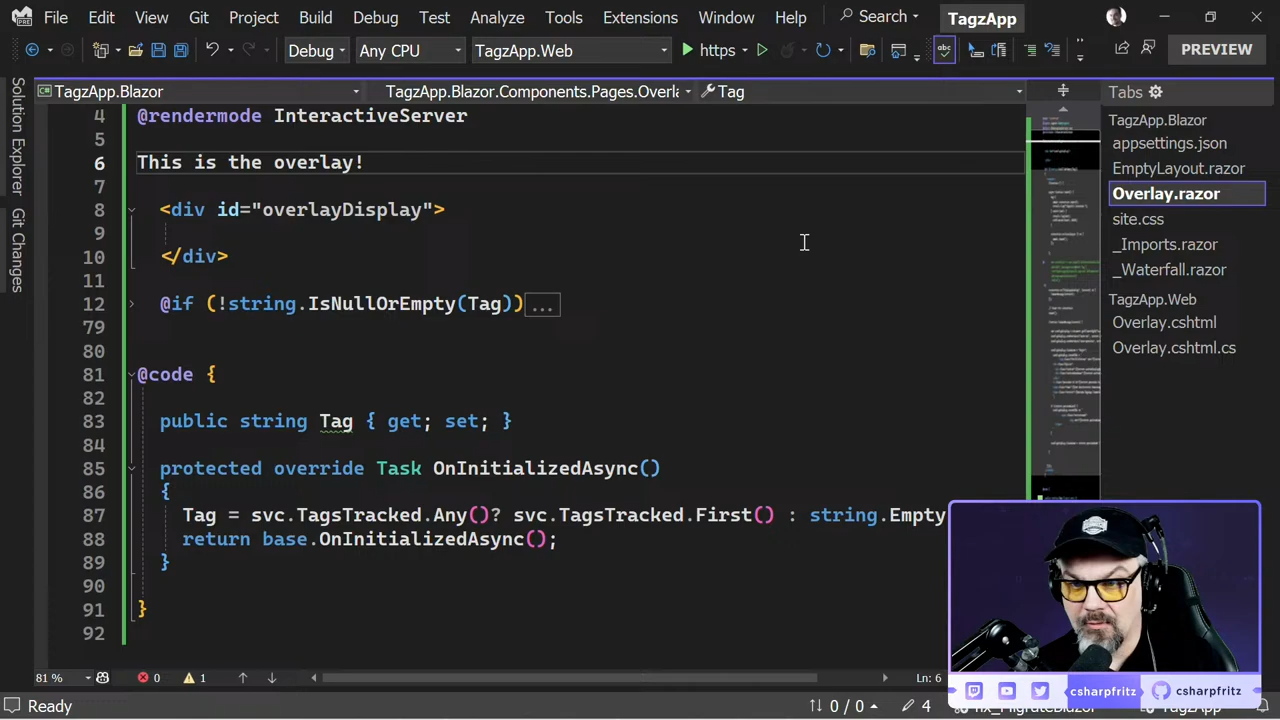 File Edit View Git Project Build Debug Test Analyze Tools Extensions Window Help Search TagzApp
Debug Any CPU TagzApp.Web https PREVIEW
TagzApp.Blazor TagzApp.Blazor.Components.Pages.Overla Tag
Solution Explorer
Git Changes
4 @rendermode InteractiveServer
5
6 This is the overlay!
7
8 <div id="overlayDisplay">
9
10 </div>
11
12 @if (!string.IsNullOrEmpty(Tag))...
79
80
81 @code {
82
83 public string Tag { get; set; }
84
85 protected override Task OnInitializedAsync()
86 {
87 Tag = svc.TagsTracked.Any()? svc.TagsTracked.First() : string.Empty
88 return base.OnInitializedAsync();
89 }
90
91 }
92
Tabs
TagzApp.Blazor
appsettings.json
EmptyLayout.razor
Overlay.razor
site.css
_Imports.razor
_Waterfall.razor
TagzApp.Web
Overlay.cshtml
Overlay.cshtml.c
81 % 0 1 Ln: 6
csharpfritz csharpfritz
Ready 0 / 0 4